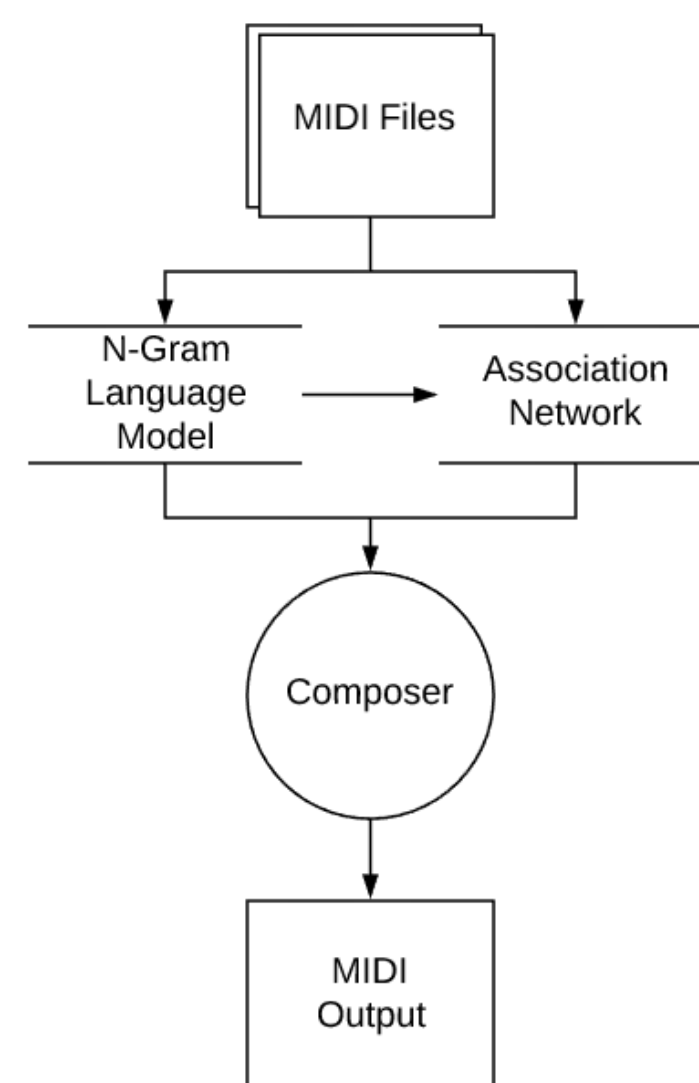 MIDI Files
N-Gram
Language
Model
Association
Network
Composer
MIDI
Output